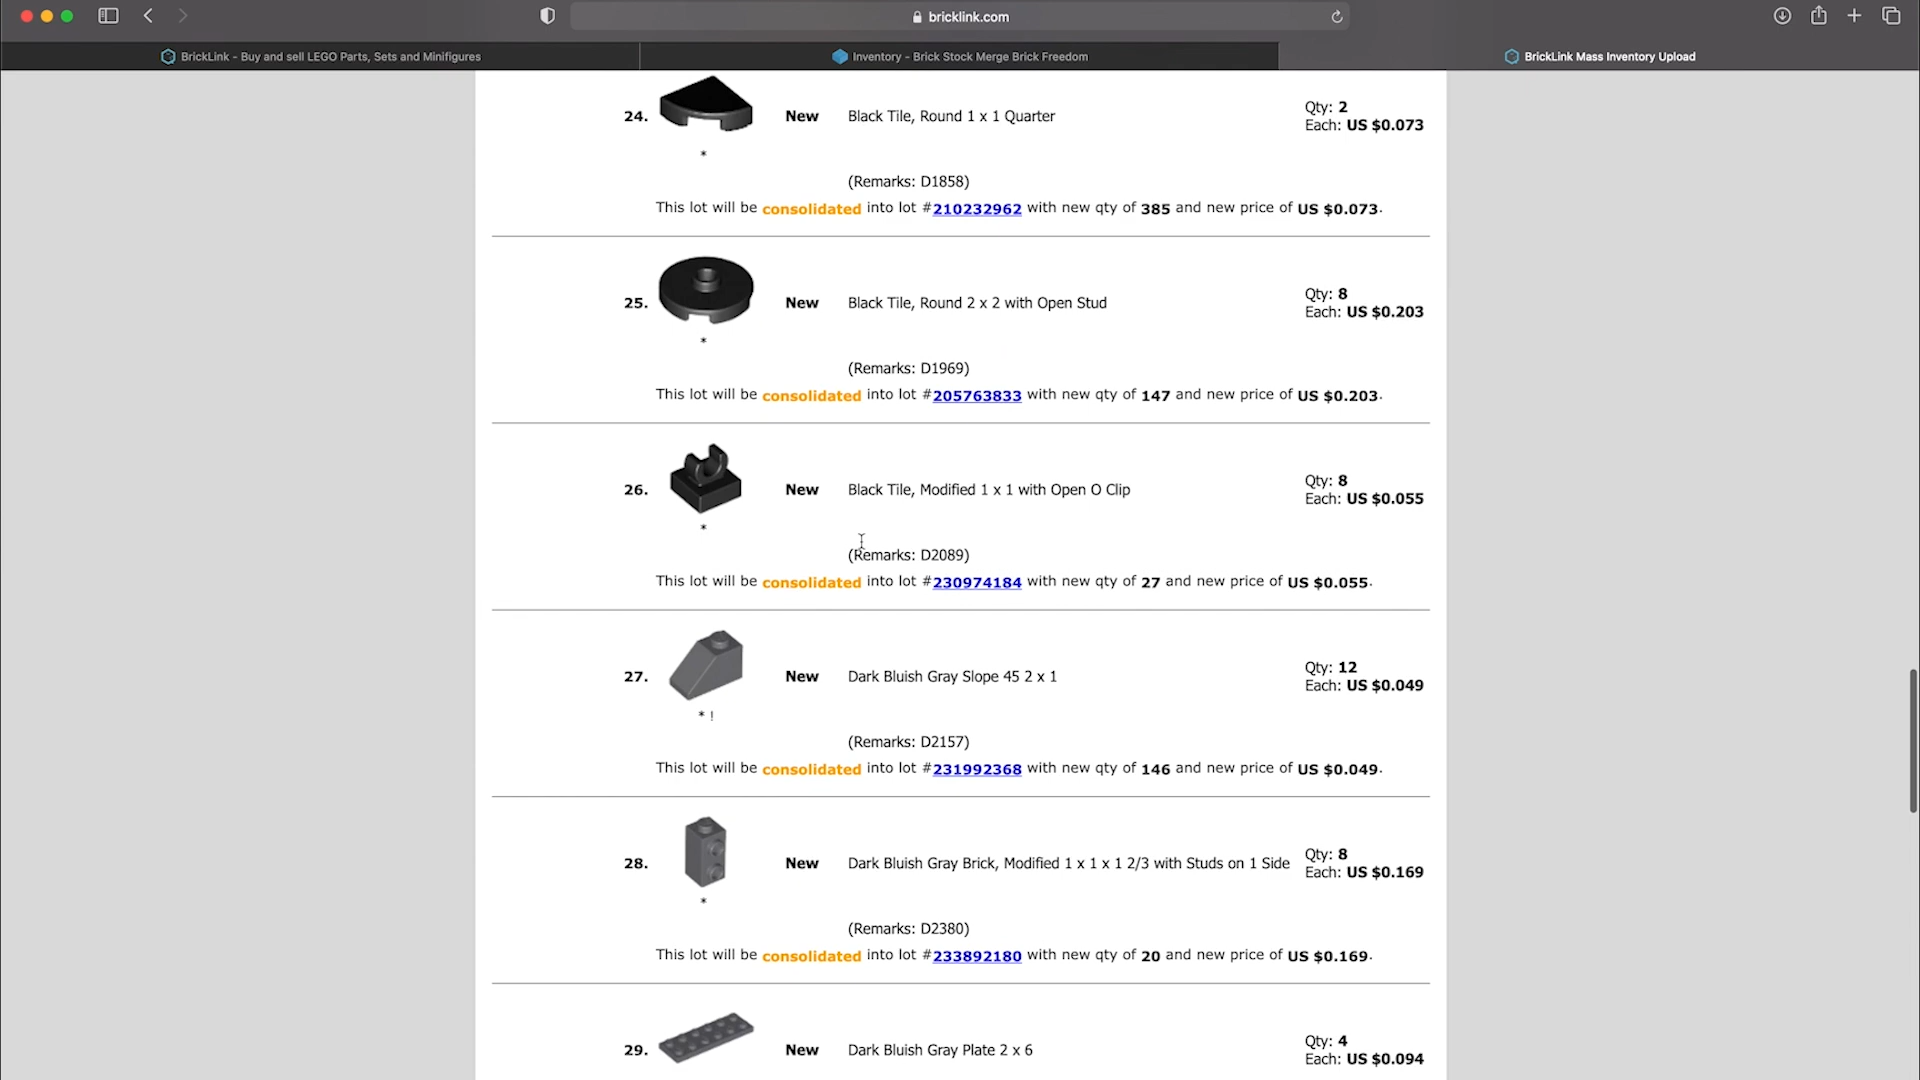 bricklink.com
BrickLink - Buy and sell LEGO Parts, Sets and Minifigures
Inventory – Brick Stock Merge Brick Freedom
BrickLink Mass Inventory Upload
24. New Black Tile, Round 1 x 1 Quarter
Qty: 2
Each: US $0.073
*
(Remarks: D1858)
This lot will be consolidated into lot #210232962 with new qty of 385 and new price of US $0.073.
25. New Black Tile, Round 2 x 2 with Open Stud
Qty: 8
Each: US $0.203
*
(Remarks: D1969)
This lot will be consolidated into lot #205763833 with new qty of 147 and new price of US $0.203.
26. New Black Tile, Modified 1 x 1 with Open O Clip
Qty: 8
Each: US $0.055
*
(Remarks: D2089)
This lot will be consolidated into lot #230974184 with new qty of 27 and new price of US $0.055.
27. New Dark Bluish Gray Slope 45 2 x 1
Qty: 12
Each: US $0.049
* !
(Remarks: D2157)
This lot will be consolidated into lot #231992368 with new qty of 146 and new price of US $0.049.
28. New Dark Bluish Gray Brick, Modified 1 x 1 x 1 2/3 with Studs on 1 Side
Qty: 8
Each: US $0.169
*
(Remarks: D2380)
This lot will be consolidated into lot #233892180 with new qty of 20 and new price of US $0.169.
29. New Dark Bluish Gray Plate 2 x 6
Qty: 4
Each: US $0.094